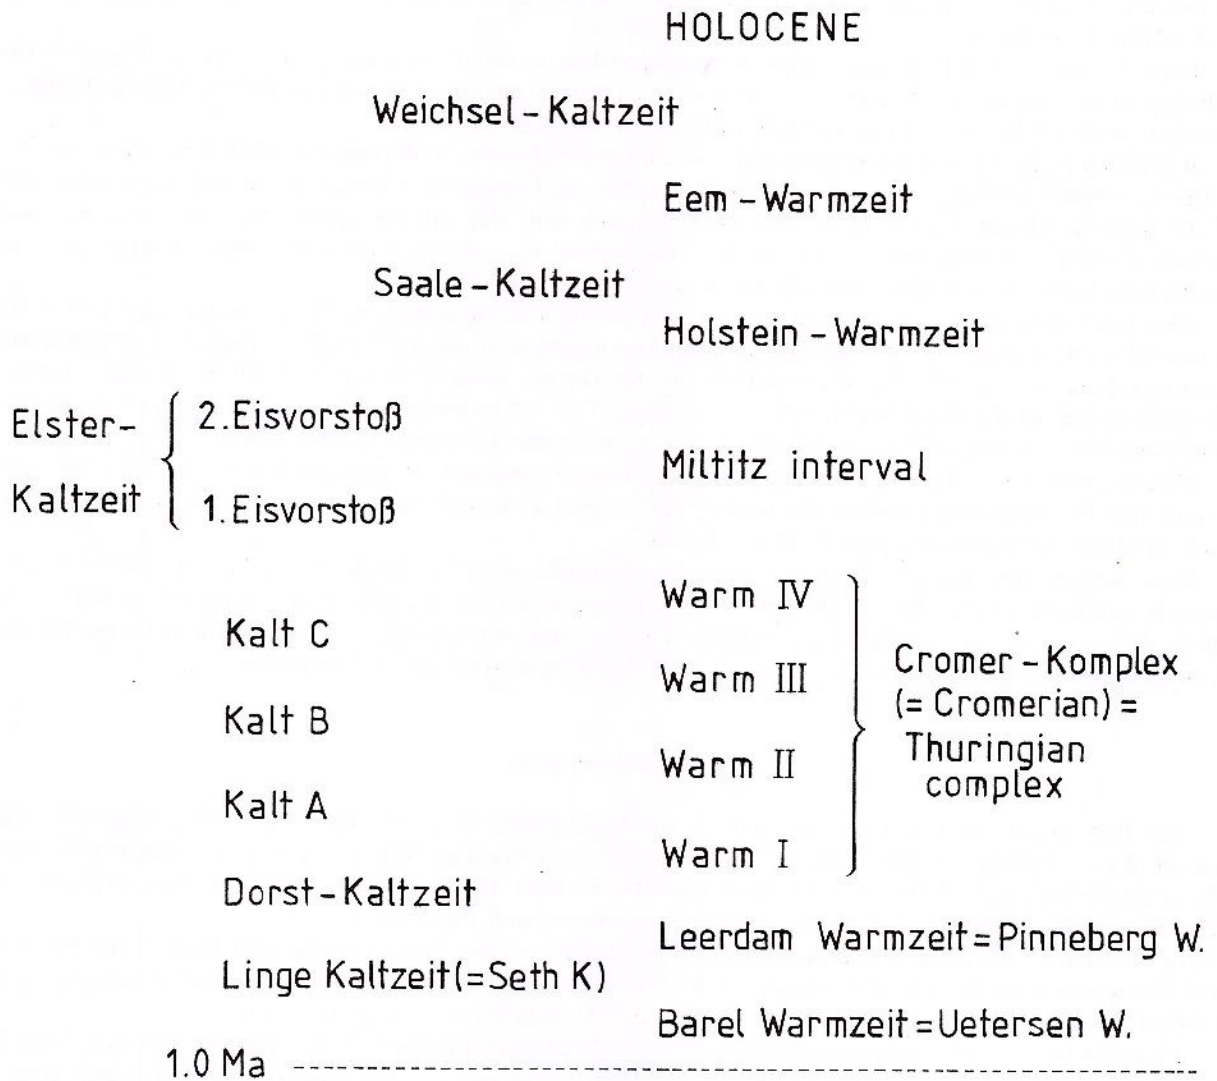 HOLOCENE
Weichsel - Kaltzeit
Eem - Warmzeit
Saale - Kaltzeit
Holstein - Warmzeit
Elster-
Kaltzeit
2. Eisvorstoß
Miltitz interval
1. Eisvorstoß
Warm IV
Kalt C
Warm III
Kalt B
Warm II
Kalt A
Warm I
Cromer - Komplex
(= Cromerian) =
Thuringian
complex
Dorst - Kaltzeit
Leerdam Warmzeit = Pinneberg W.
Linge Kaltzeit (=Seth K)
Barel Warmzeit = Uetersen W.
1.0 Ma